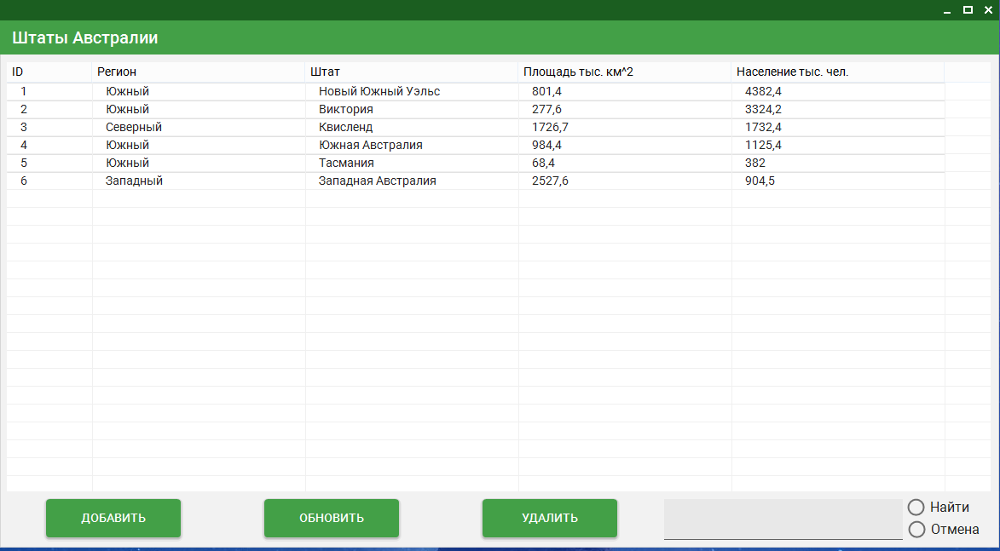 Штаты Австралии
ID Регион Штат Площадь тыс. км^2 Население тыс. чел.
1 Южный Новый Южный Уэльс 801,4 4382,4
2 Южный Виктория 277,6 3324,2
3 Северный Квисленд 1726,7 1732,4
4 Южный Южная Австралия 984,4 1125,4
5 Южный Тасмания 68,4 382
6 Западный Западная Австралия 2527,6 904,5
ДОБАВИТЬ ОБНОВИТЬ УДАЛИТЬ
Найти
Отмена